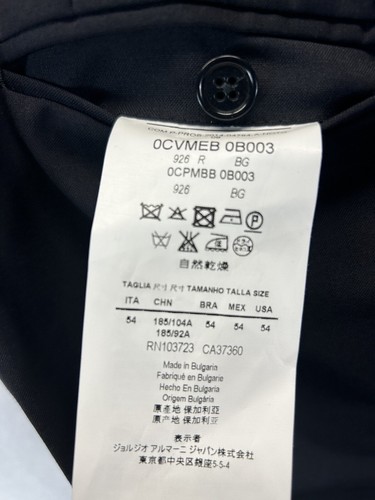 0CVMEB 0B003
926 R BG
0CPMBB 0B003
926 BG
自然乾燥
TAGLIA 尺寸 尺寸 TAMANHO TALLA SIZE
ITA CHN BRA MEX USA
54 185/104A 54 54 54
185/92A
RN103723 CA37360
Made in Bulgaria
Fabriqué en Bulgarie
Hecho En Bulgaria
Origem Bulgária
原產地 保加利亞
原产地 保加利亚
表示者
ジョルジオ アルマーニ ジャパン株式会社
東京都中央区銀座5-5-4